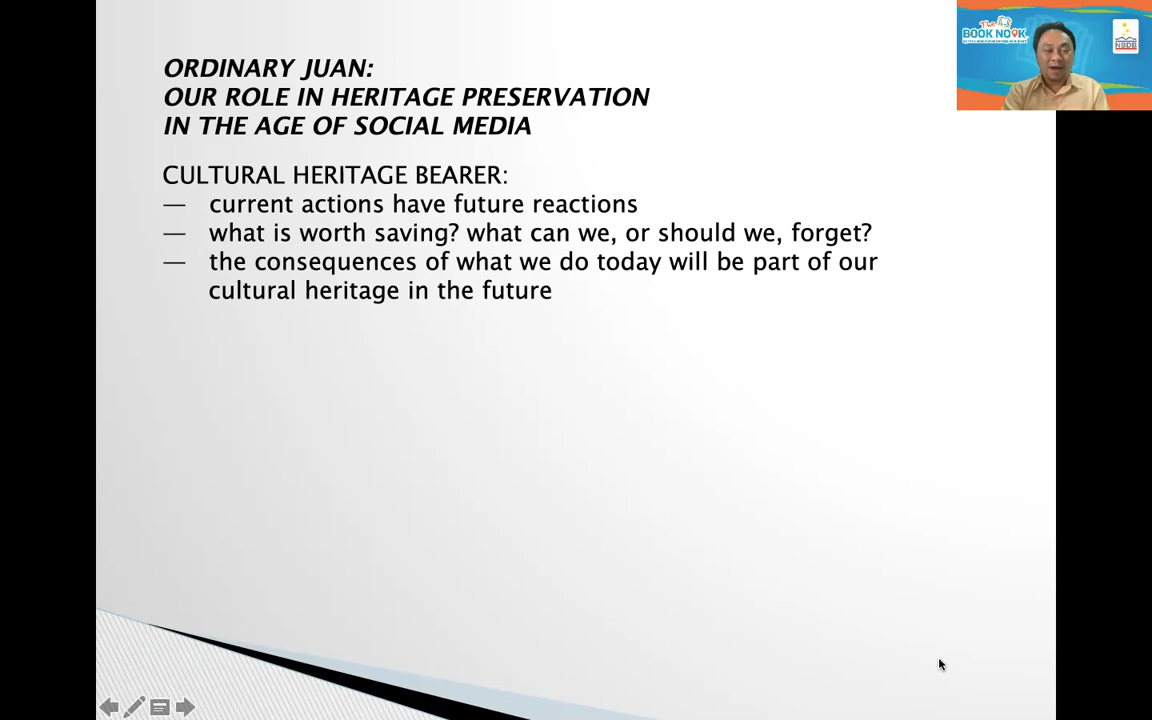 ORDINARY JUAN:
OUR ROLE IN HERITAGE PRESERVATION
IN THE AGE OF SOCIAL MEDIA
CULTURAL HERITAGE BEARER:
— current actions have future reactions
— what is worth saving? what can we, or should we, forget?
— the consequences of what we do today will be part of our
cultural heritage in the future
The
BOOK NOOK
NBDB